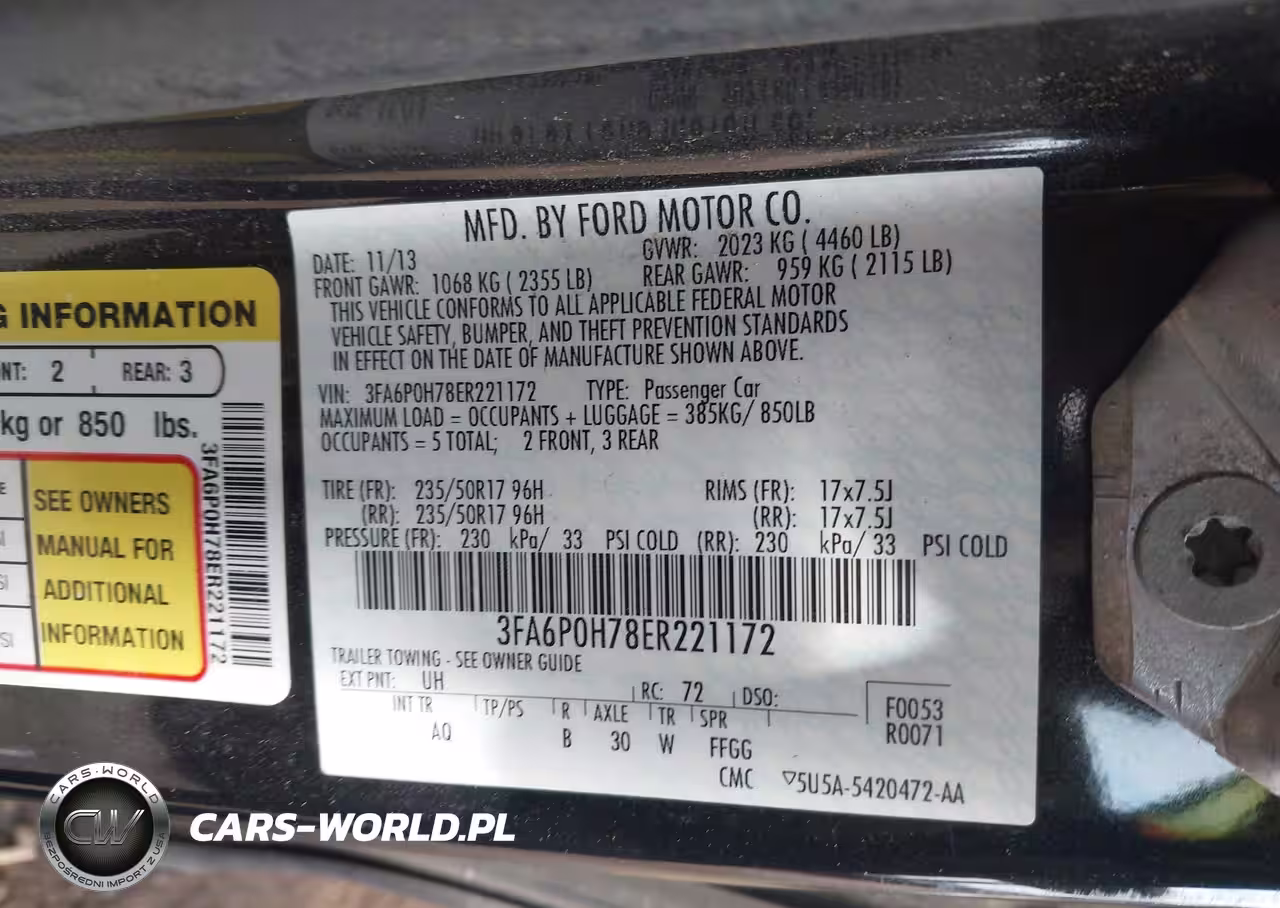 MFD. BY FORD MOTOR CO.
DATE: 11/13 GVWR: 2023 KG ( 4460 LB)
FRONT GAWR: 1068 KG ( 2355 LB) REAR GAWR: 959 KG ( 2115 LB)
THIS VEHICLE CONFORMS TO ALL APPLICABLE FEDERAL MOTOR
VEHICLE SAFETY, BUMPER, AND THEFT PREVENTION STANDARDS
IN EFFECT ON THE DATE OF MANUFACTURE SHOWN ABOVE.
VIN: 3FA6P0H78ER221172 TYPE: Passenger Car
MAXIMUM LOAD = OCCUPANTS + LUGGAGE = 385KG/ 850LB
OCCUPANTS = 5 TOTAL; 2 FRONT, 3 REAR
TIRE (FR): 235/50R17 96H RIMS (FR): 17x7.5J
(RR): 235/50R17 96H (RR): 17x7.5J
PRESSURE (FR): 230 kPa/ 33 PSI COLD (RR): 230 kPa/ 33 PSI COLD
3FA6P0H78ER221172
TRAILER TOWING - SEE OWNER GUIDE
EXT PNT: UH RC: 72 DSO:
INT TR TP/PS R AXLE TR SPR F0053
AQ B 30 W FFGG R0071
CMC ▽5U5A-5420472-AA
G INFORMATION
NT: 2 REAR: 3
kg or 850 lbs.
SEE OWNERS
MANUAL FOR
ADDITIONAL
INFORMATION
3FA6P0H78ER221172
CARS-WORLD
CW
BEZPOŚREDNI IMPORT Z USA
CARS-WORLD.PL